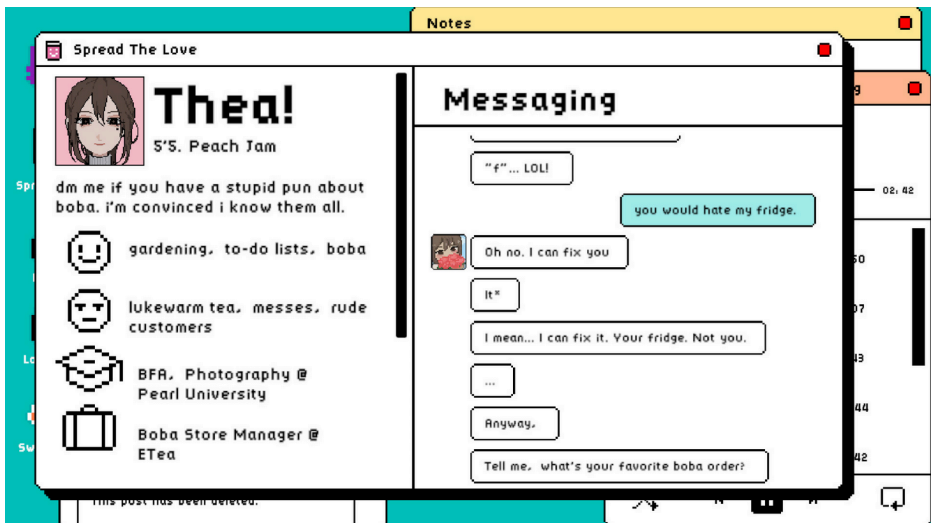 Notes
Spread The Love
Thea!
5'5. Peach Jam
dm me if you have a stupid pun about
boba. i'm convinced i know them all.
gardening, to-do lists, boba
lukewarm tea, messes, rude
customers
BFA, Photography @
Pearl University
Boba Store Manager @
ETea
Messaging
"f"... LOL!
you would hate my fridge.
Oh no. I can fix you
It*
I mean... I can fix it. Your fridge. Not you.
...
Anyway,
Tell me, what's your favorite boba order?
02:42
This post has been deleted.